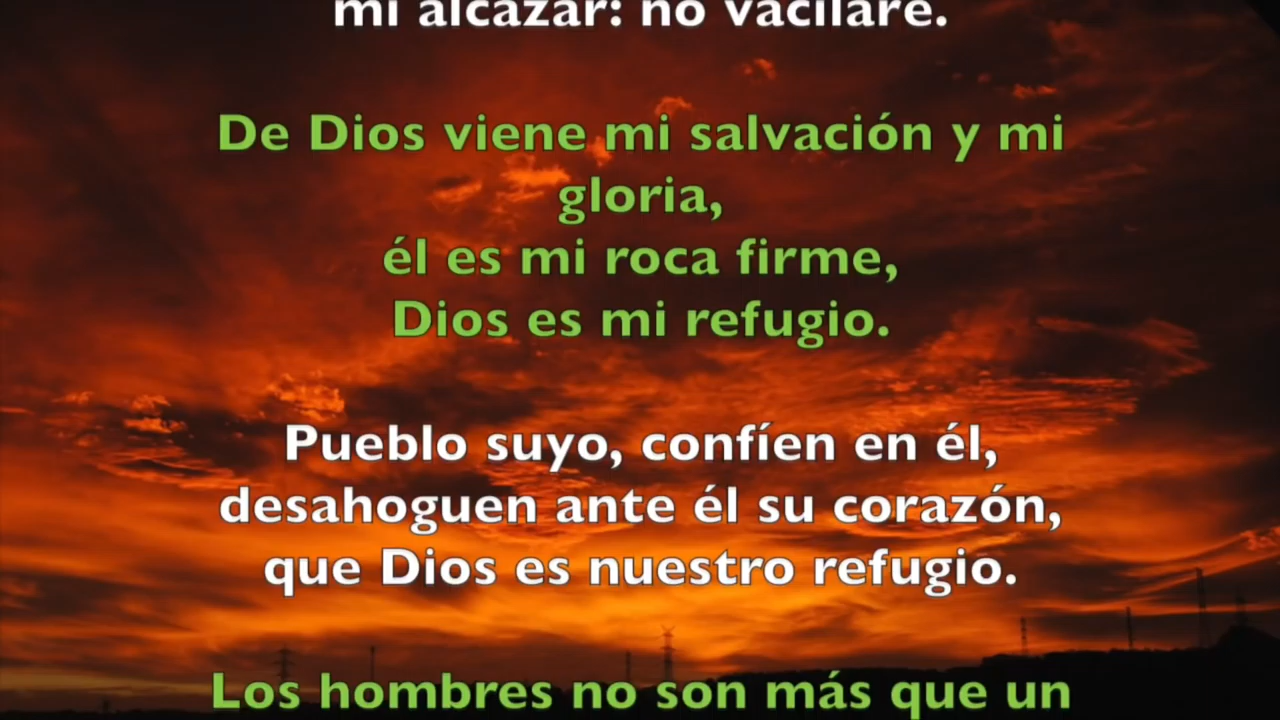 mi alcázar: no vacilaré.
De Dios viene mi salvación y mi
gloria,
él es mi roca firme,
Dios es mi refugio.
Pueblo suyo, confíen en él,
desahoguen ante él su corazón,
que Dios es nuestro refugio.
Los hombres no son más que un